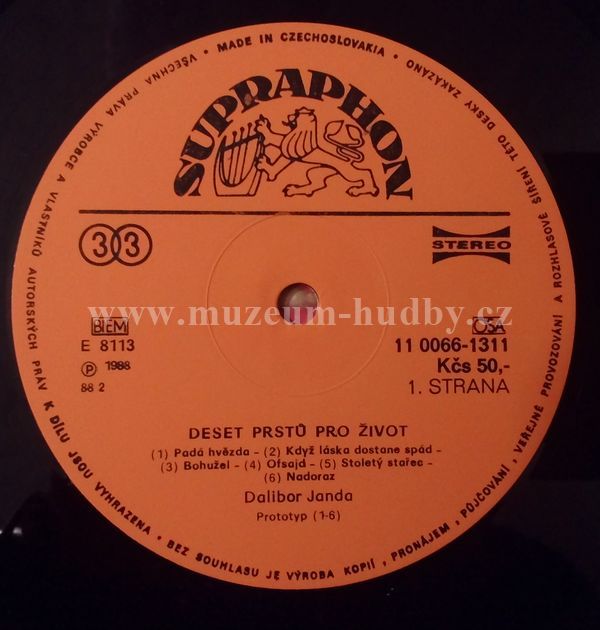 VŠECHNA PRÁVA VÝROBCE A VLASTNÍKŮ AUTORSKÝCH PRÁV K DÍLU JSOU VYHRAZENA • BEZ SOUHLASU JE VÝROBA KOPIÍ, PRONÁJEM, PŮJČOVÁNÍ, VEŘEJNÉ PROVOZOVÁNÍ A ROZHLASOVÉ ŠÍŘENÍ TÉTO DESKY ZAKÁZÁNO • MADE IN CZECHOSLOVAKIA •
SUPRAPHON
33
STEREO
www.muzeum-hudby.cz
BIEM
OSA
E 8113
11 0066-1311
Ⓟ 1988
Kčs 50,-
88 2
1. STRANA
DESET PRSTŮ PRO ŽIVOT
(1) Padá hvězda – (2) Když láska dostane spád –
(3) Bohužel – (4) Ofsajd – (5) Stoletý stařec –
(6) Nadoraz
Dalibor Janda
Prototyp (1-6)